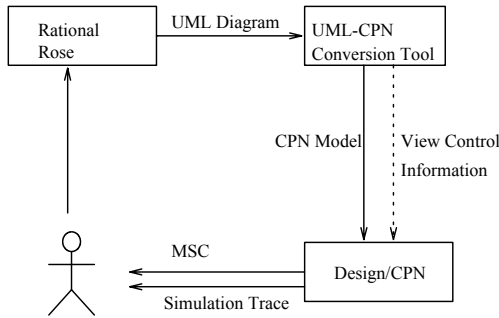 Rational
Rose
UML Diagram
UML-CPN
Conversion Tool
CPN Model
View Control
Information
MSC
Simulation Trace
Design/CPN